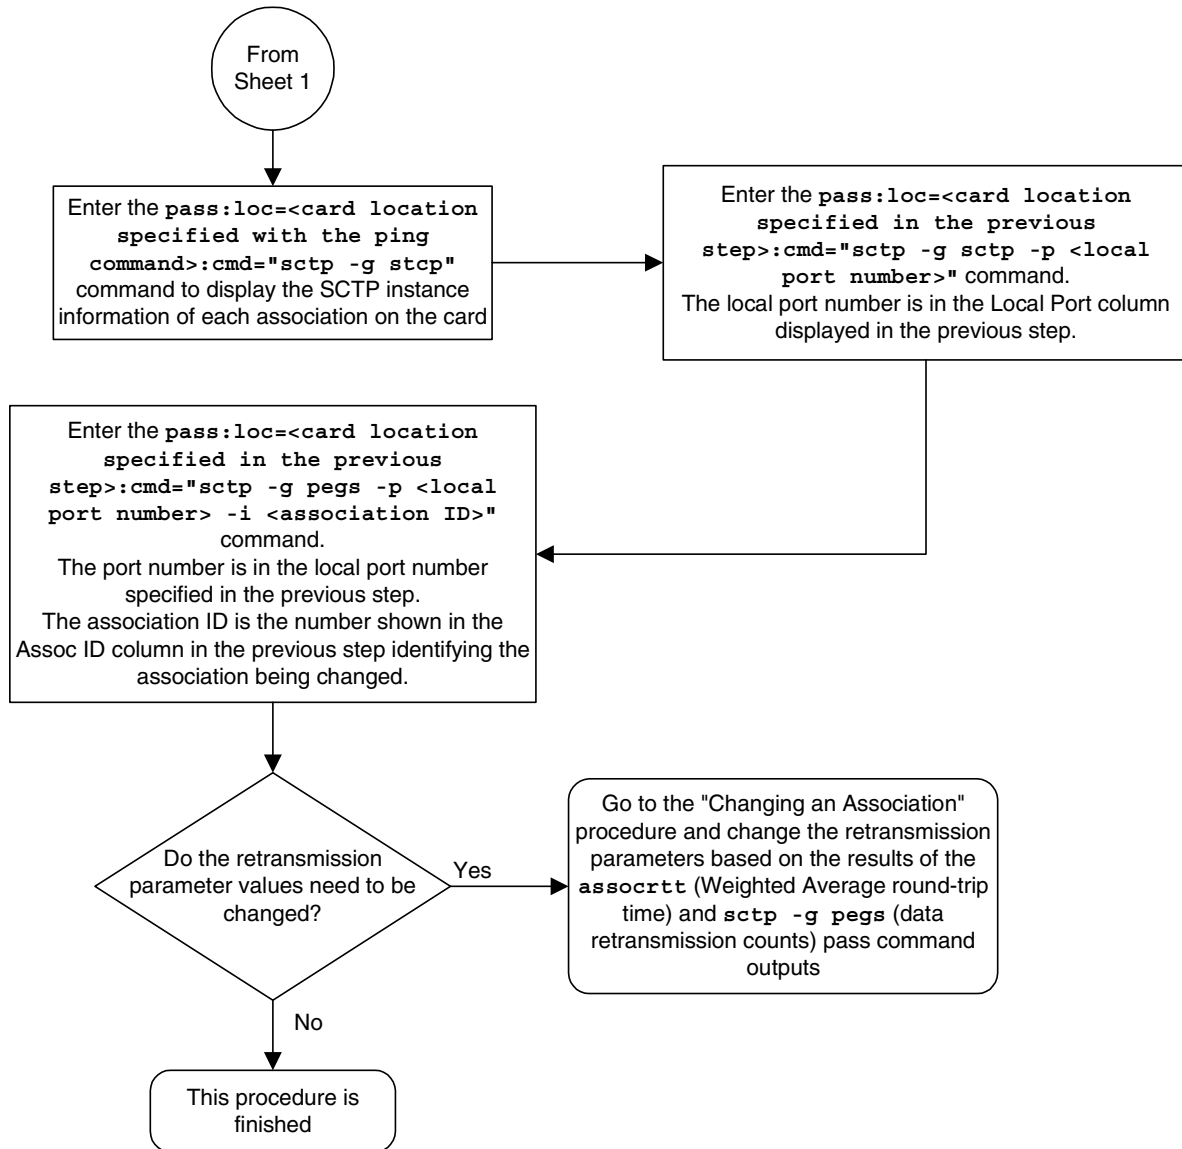 From
Sheet 1
Enter the pass:loc=<card location
specified with the ping
command>:cmd="sctp -g stcp"
command to display the SCTP instance
information of each association on the card
Enter the pass:loc=<card location
specified in the previous
step>:cmd="sctp -g sctp -p <local
port number>" command.
The local port number is in the Local Port column
displayed in the previous step.
Enter the pass:loc=<card location
specified in the previous
step>:cmd="sctp -g pegs -p <local
port number> -i <association ID>"
command.
The port number is in the local port number
specified in the previous step.
The association ID is the number shown in the
Assoc ID column in the previous step identifying the
association being changed.
Do the retransmission
parameter values need to be
changed?
Yes
Go to the "Changing an Association"
procedure and change the retransmission
parameters based on the results of the
assocrtt (Weighted Average round-trip
time) and sctp -g pegs (data
retransmission counts) pass command
outputs
No
This procedure is
finished